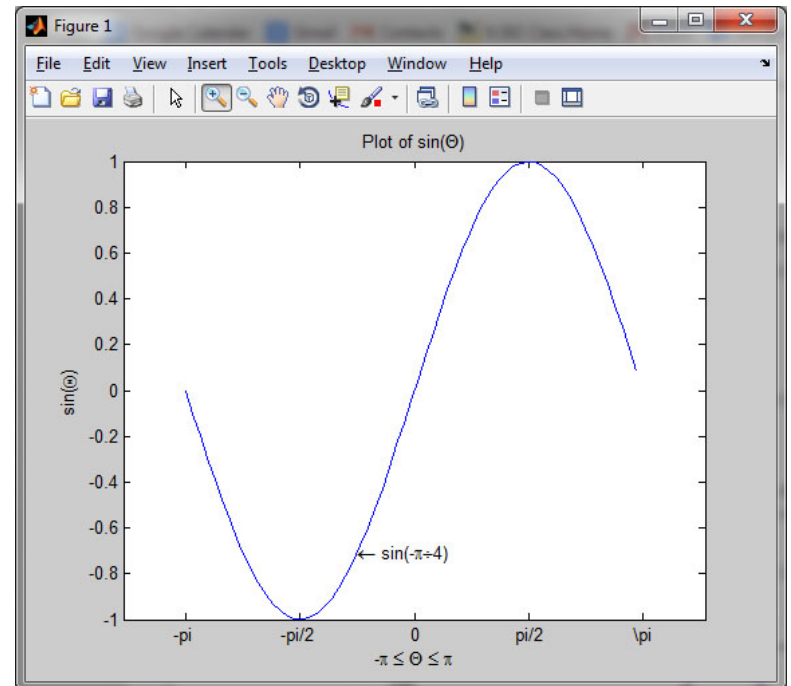 Figure 1
File Edit View Insert Tools Desktop Window Help
Plot of sin(Θ)
1
0.8
0.6
0.4
0.2
0
-0.2
-0.4
-0.6
-0.8
-1
sin(Θ)
← sin(-π÷4)
-pi -pi/2 0 pi/2 \pi
-π ≤ Θ ≤ π